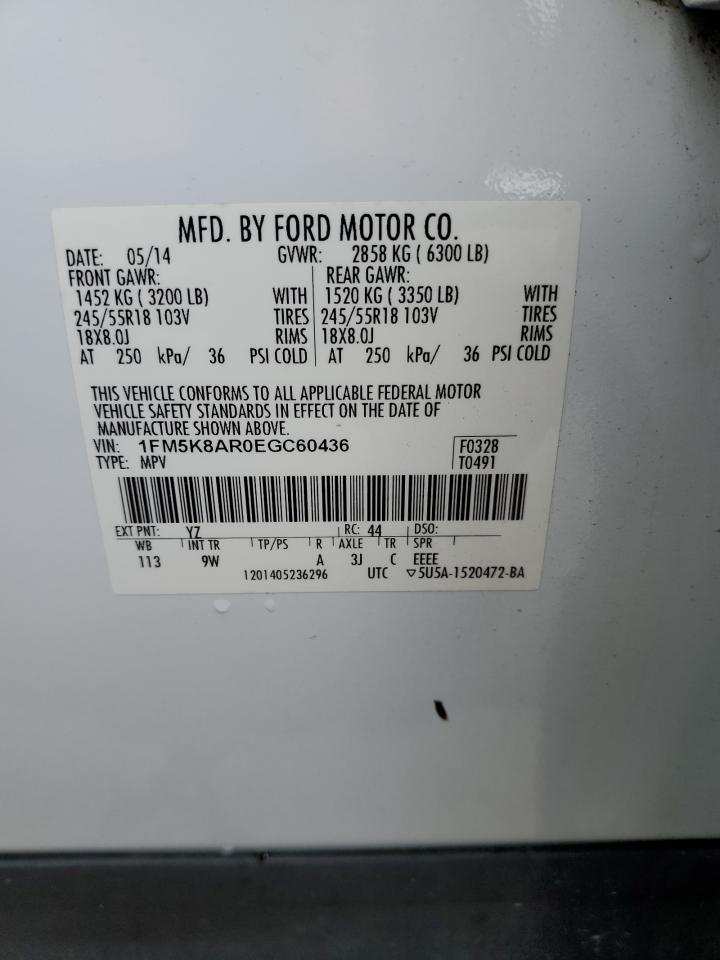 MFD. BY FORD MOTOR CO.
DATE: 05/14 GVWR: 2858 KG ( 6300 LB)
FRONT GAWR: REAR GAWR:
1452 KG ( 3200 LB) WITH 1520 KG ( 3350 LB) WITH
245/55R18 103V TIRES 245/55R18 103V TIRES
18X8.0J RIMS 18X8.0J RIMS
AT 250 kPa/ 36 PSI COLD AT 250 kPa/ 36 PSI COLD
THIS VEHICLE CONFORMS TO ALL APPLICABLE FEDERAL MOTOR
VEHICLE SAFETY STANDARDS IN EFFECT ON THE DATE OF
MANUFACTURE SHOWN ABOVE.
VIN: 1FM5K8AR0EGC60436 F0328
TYPE: MPV T0491
EXT PNT: YZ RC: 44 DSO:
WB INT TR TP/PS R AXLE TR SPR
113 9W A 3J C EEEE
1201405236296 UTC ▽5U5A-1520472-BA